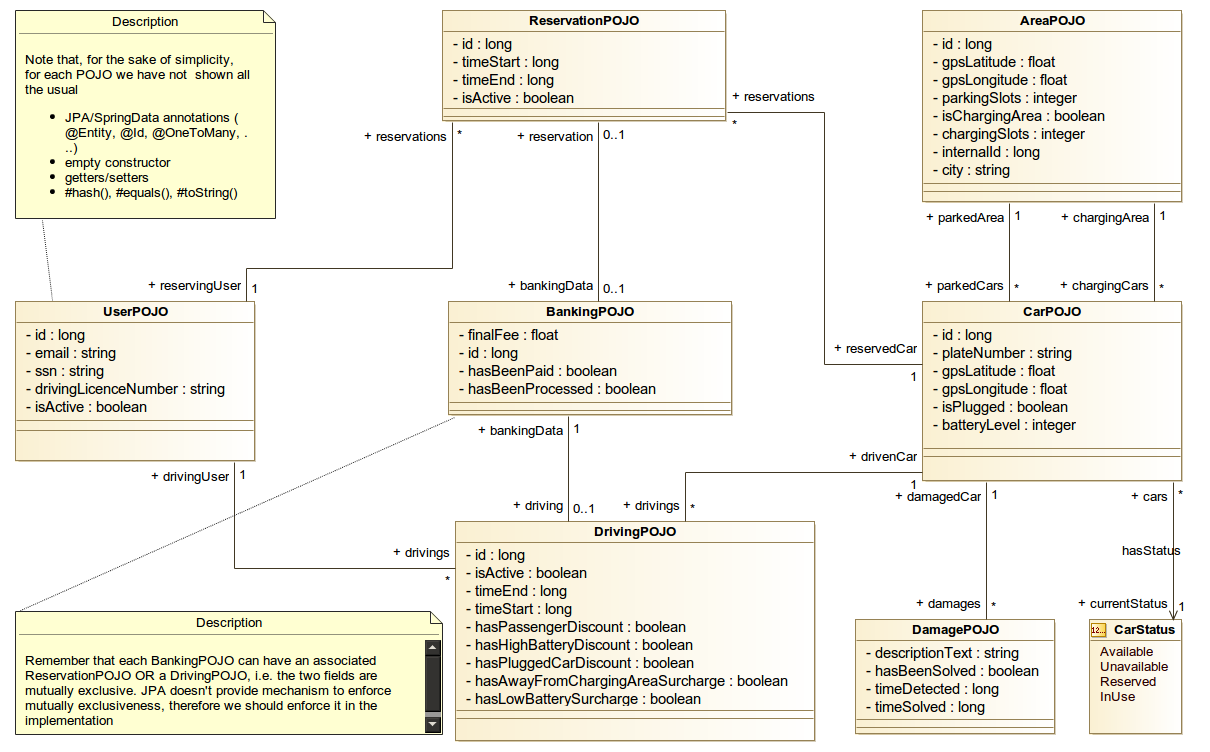 Description
Note that, for the sake of simplicity,
for each POJO we have not shown all
the usual
• JPA/SpringData annotations (
@Entity, @Id, @OneToMany, .
..)
• empty constructor
• getters/setters
• #hash(), #equals(), #toString()
ReservationPOJO
- id : long
- timeStart : long
- timeEnd : long
- isActive : boolean
AreaPOJO
- id : long
- gpsLatitude : float
- gpsLongitude : float
- parkingSlots : integer
- isChargingArea : boolean
- chargingSlots : integer
- internalId : long
- city : string
+ reservations
*
+ reservations
*
+ reservation
0..1
+ parkedArea
1
+ chargingArea
1
+ reservingUser
1
+ bankingData
0..1
+ parkedCars
*
+ chargingCars
*
UserPOJO
- id : long
- email : string
- ssn : string
- drivingLicenceNumber : string
- isActive : boolean
BankingPOJO
- finalFee : float
- id : long
- hasBeenPaid : boolean
- hasBeenProcessed : boolean
+ reservedCar
1
CarPOJO
- id : long
- plateNumber : string
- gpsLatitude : float
- gpsLongitude : float
- isPlugged : boolean
- batteryLevel : integer
+ bankingData
1
+ drivenCar
1
+ drivingUser
1
+ damagedCar
1
+ cars
*
+ driving
0..1
+ drivings
*
+ drivings
*
hasStatus
DrivingPOJO
- id : long
- isActive : boolean
- timeEnd : long
- timeStart : long
- hasPassengerDiscount : boolean
- hasHighBatteryDiscount : boolean
- hasPluggedCarDiscount : boolean
- hasAwayFromChargingAreaSurcharge : boolean
- hasLowBatterySurcharge : boolean
+ damages
*
+ currentStatus
1
Description
Remember that each BankingPOJO can have an associated
ReservationPOJO OR a DrivingPOJO, i.e. the two fields are
mutually exclusive. JPA doesn't provide mechanism to enforce
mutually exclusiveness, therefore we should enforce it in the
implementation
DamagePOJO
- descriptionText : string
- hasBeenSolved : boolean
- timeDetected : long
- timeSolved : long
12... CarStatus
Available
Unavailable
Reserved
InUse